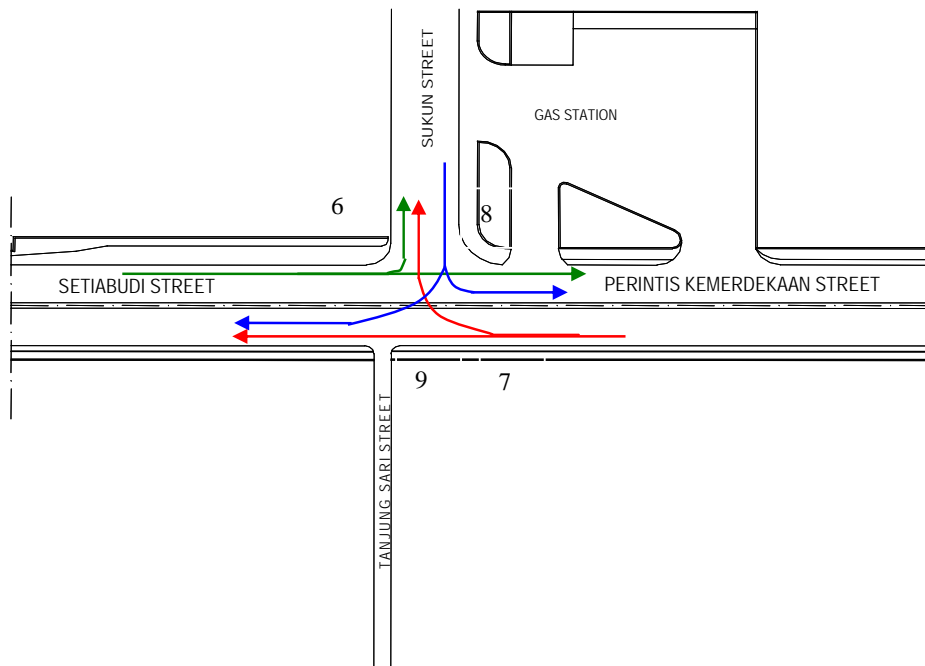 SUKUN STREET
GAS STATION
6
8
SETIABUDI STREET
PERINTIS KEMERDEKAAN STREET
9
7
TANJUNG SARI STREET